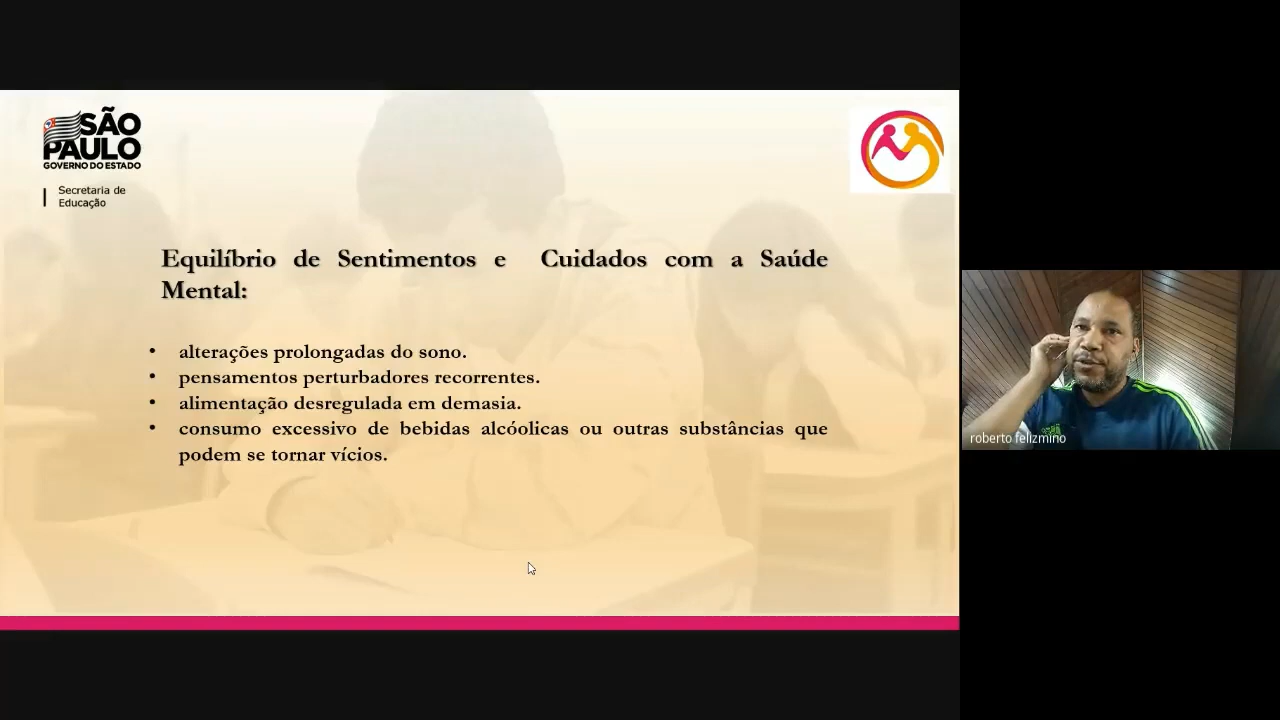 SÃO
PAULO
GOVERNO DO ESTADO
Secretaria de
Educação
Equilíbrio de Sentimentos e Cuidados com a Saúde
Mental:
• alterações prolongadas do sono.
• pensamentos perturbadores recorrentes.
• alimentação desregulada em demasia.
• consumo excessivo de bebidas alcóolicas ou outras substâncias que
podem se tornar vícios.
roberto felizmino